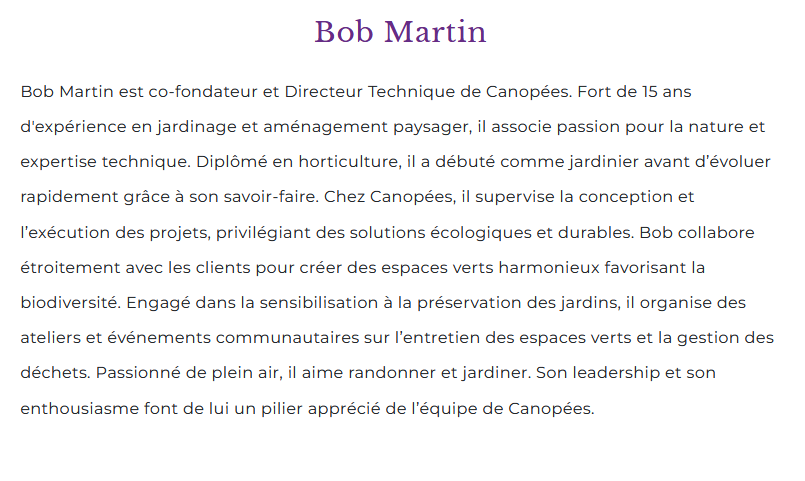 Bob Martin
Bob Martin est co-fondateur et Directeur Technique de Canopées. Fort de 15 ans
d'expérience en jardinage et aménagement paysager, il associe passion pour la nature et
expertise technique. Diplômé en horticulture, il a débuté comme jardinier avant d’évoluer
rapidement grâce à son savoir-faire. Chez Canopées, il supervise la conception et
l’exécution des projets, privilégiant des solutions écologiques et durables. Bob collabore
étroitement avec les clients pour créer des espaces verts harmonieux favorisant la
biodiversité. Engagé dans la sensibilisation à la préservation des jardins, il organise des
ateliers et événements communautaires sur l’entretien des espaces verts et la gestion des
déchets. Passionné de plein air, il aime randonner et jardiner. Son leadership et son
enthousiasme font de lui un pilier apprécié de l’équipe de Canopées.